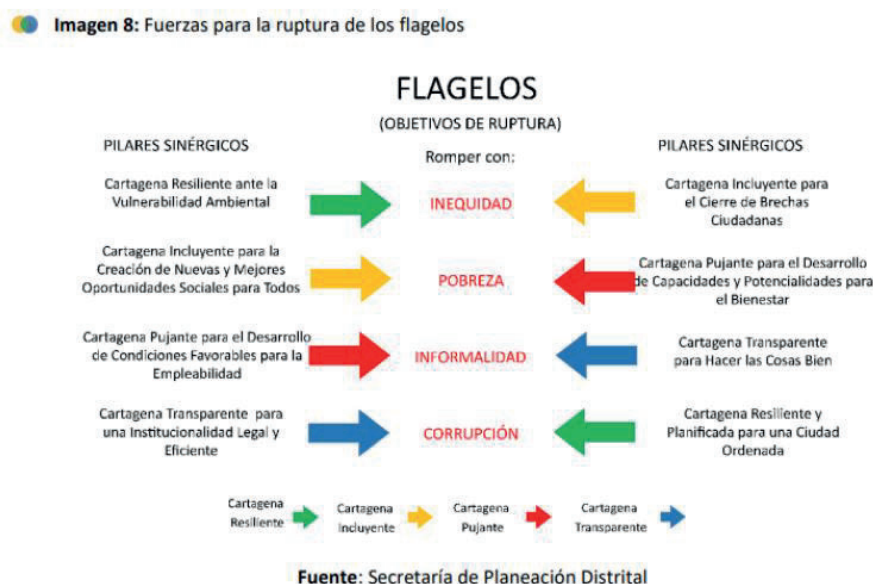 Imagen 8: Fuerzas para la ruptura de los flagelos
FLAGELOS
(OBJETIVOS DE RUPTURA)
PILARES SINÉRGICOS
Romper con:
PILARES SINÉRGICOS
Cartagena Resiliente ante la
Vulnerabilidad Ambiental
INEQUIDAD
Cartagena Incluyente para
el Cierre de Brechas
Ciudadanas
Cartagena Incluyente para la
Creación de Nuevas y Mejores
Oportunidades Sociales para Todos
POBREZA
Cartagena Pujante para el Desarrollo
de Capacidades y Potencialidades para
el Bienestar
Cartagena Pujante para el Desarrollo
de Condiciones Favorables para la
Empleabilidad
INFORMALIDAD
Cartagena Transparente
para Hacer las Cosas Bien
Cartagena Transparente para
una Institucionalidad Legal y
Eficiente
CORRUPCIÓN
Cartagena Resiliente y
Planificada para una Ciudad
Ordenada
Cartagena
Resiliente
Cartagena
Incluyente
Cartagena
Pujante
Cartagena
Transparente
Fuente: Secretaría de Planeación Distrital